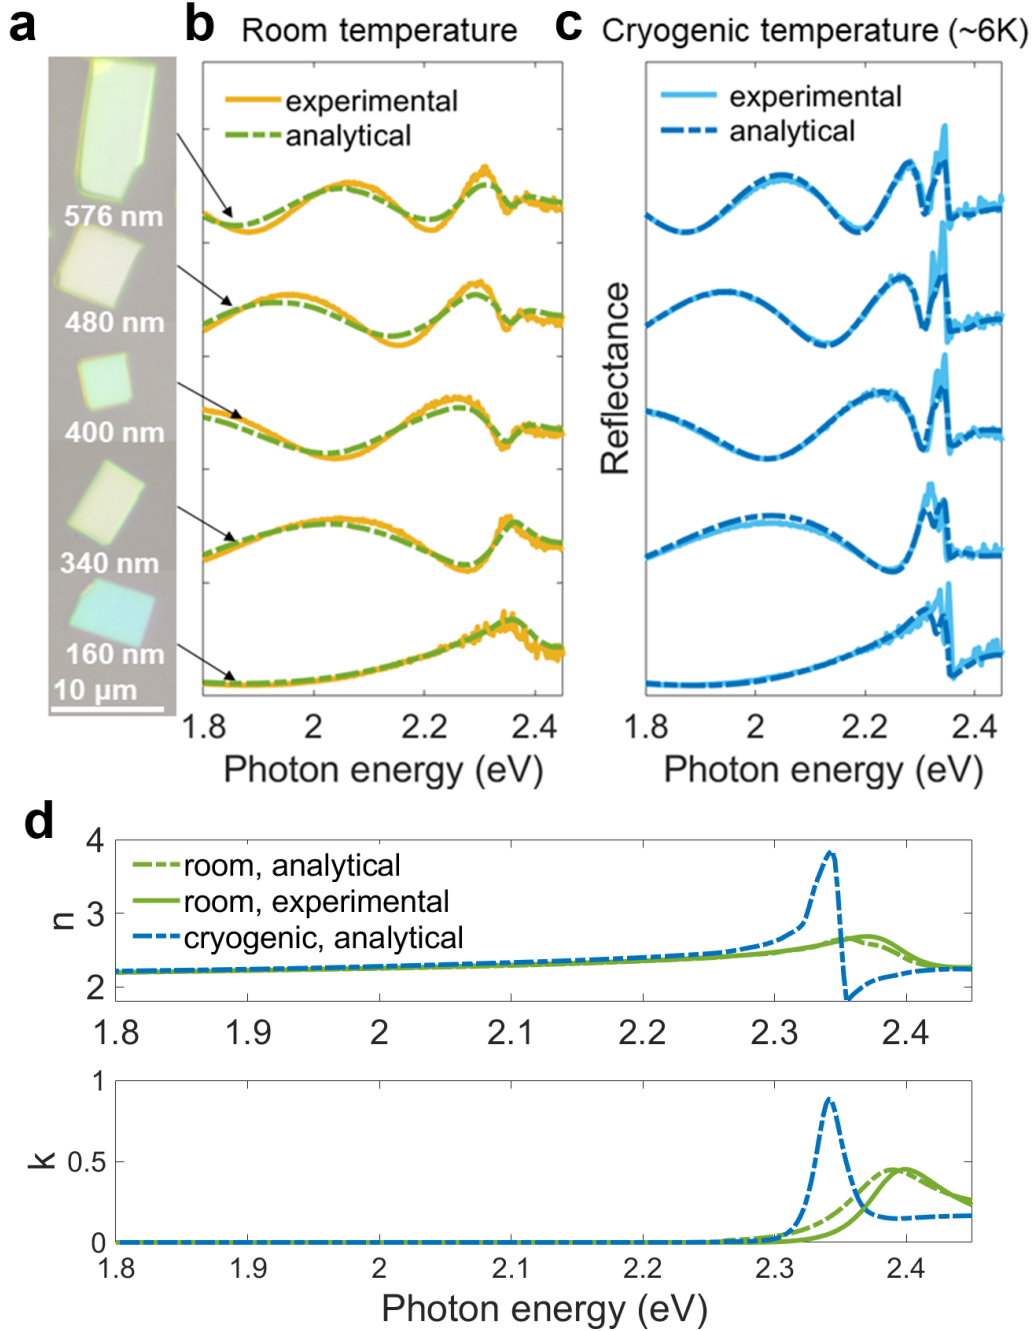 a
b Room temperature
c Cryogenic temperature (~6K)
576 nm
480 nm
400 nm
340 nm
160 nm
10 μm
experimental
analytical
1.8 2 2.2 2.4
Photon energy (eV)
Reflectance
experimental
analytical
1.8 2 2.2 2.4
Photon energy (eV)
d
n
4
3
2
room, analytical
room, experimental
cryogenic, analytical
1.8 1.9 2 2.1 2.2 2.3 2.4
k
1
0.5
0
1.8 1.9 2 2.1 2.2 2.3 2.4
Photon energy (eV)